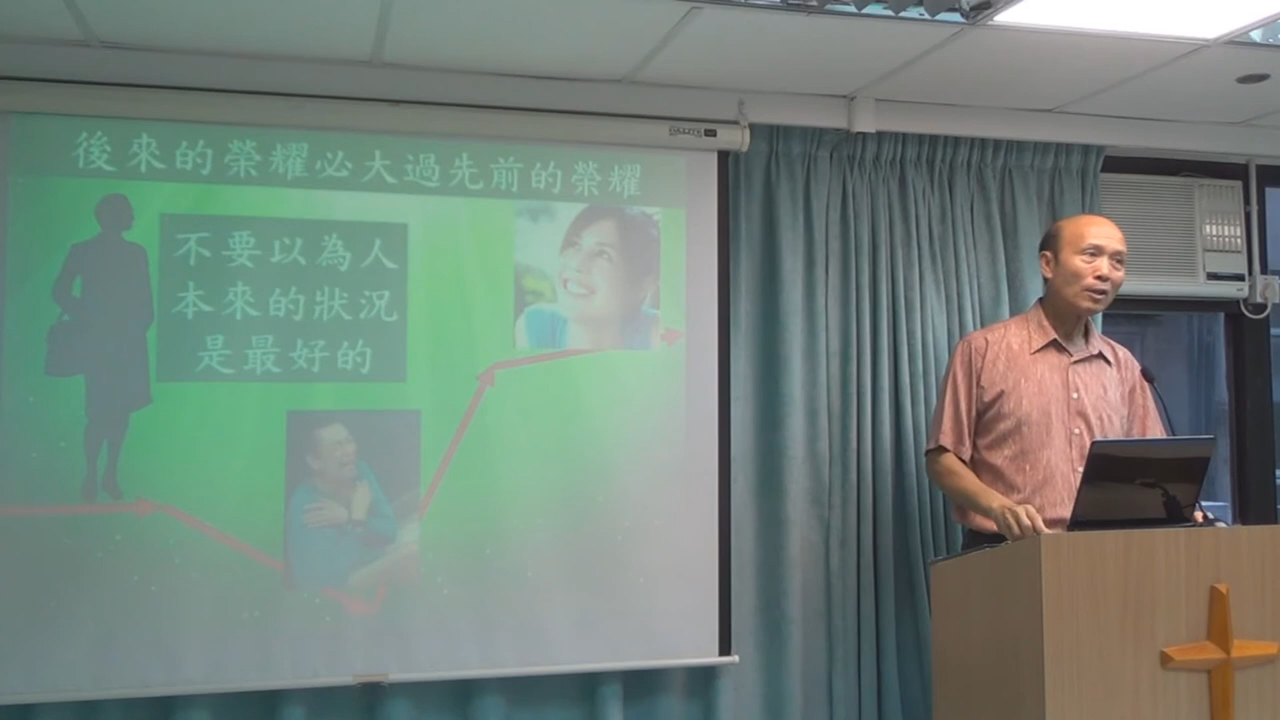 後來的榮耀必大過先前的榮耀
不要以為人
本來的狀況
是最好的